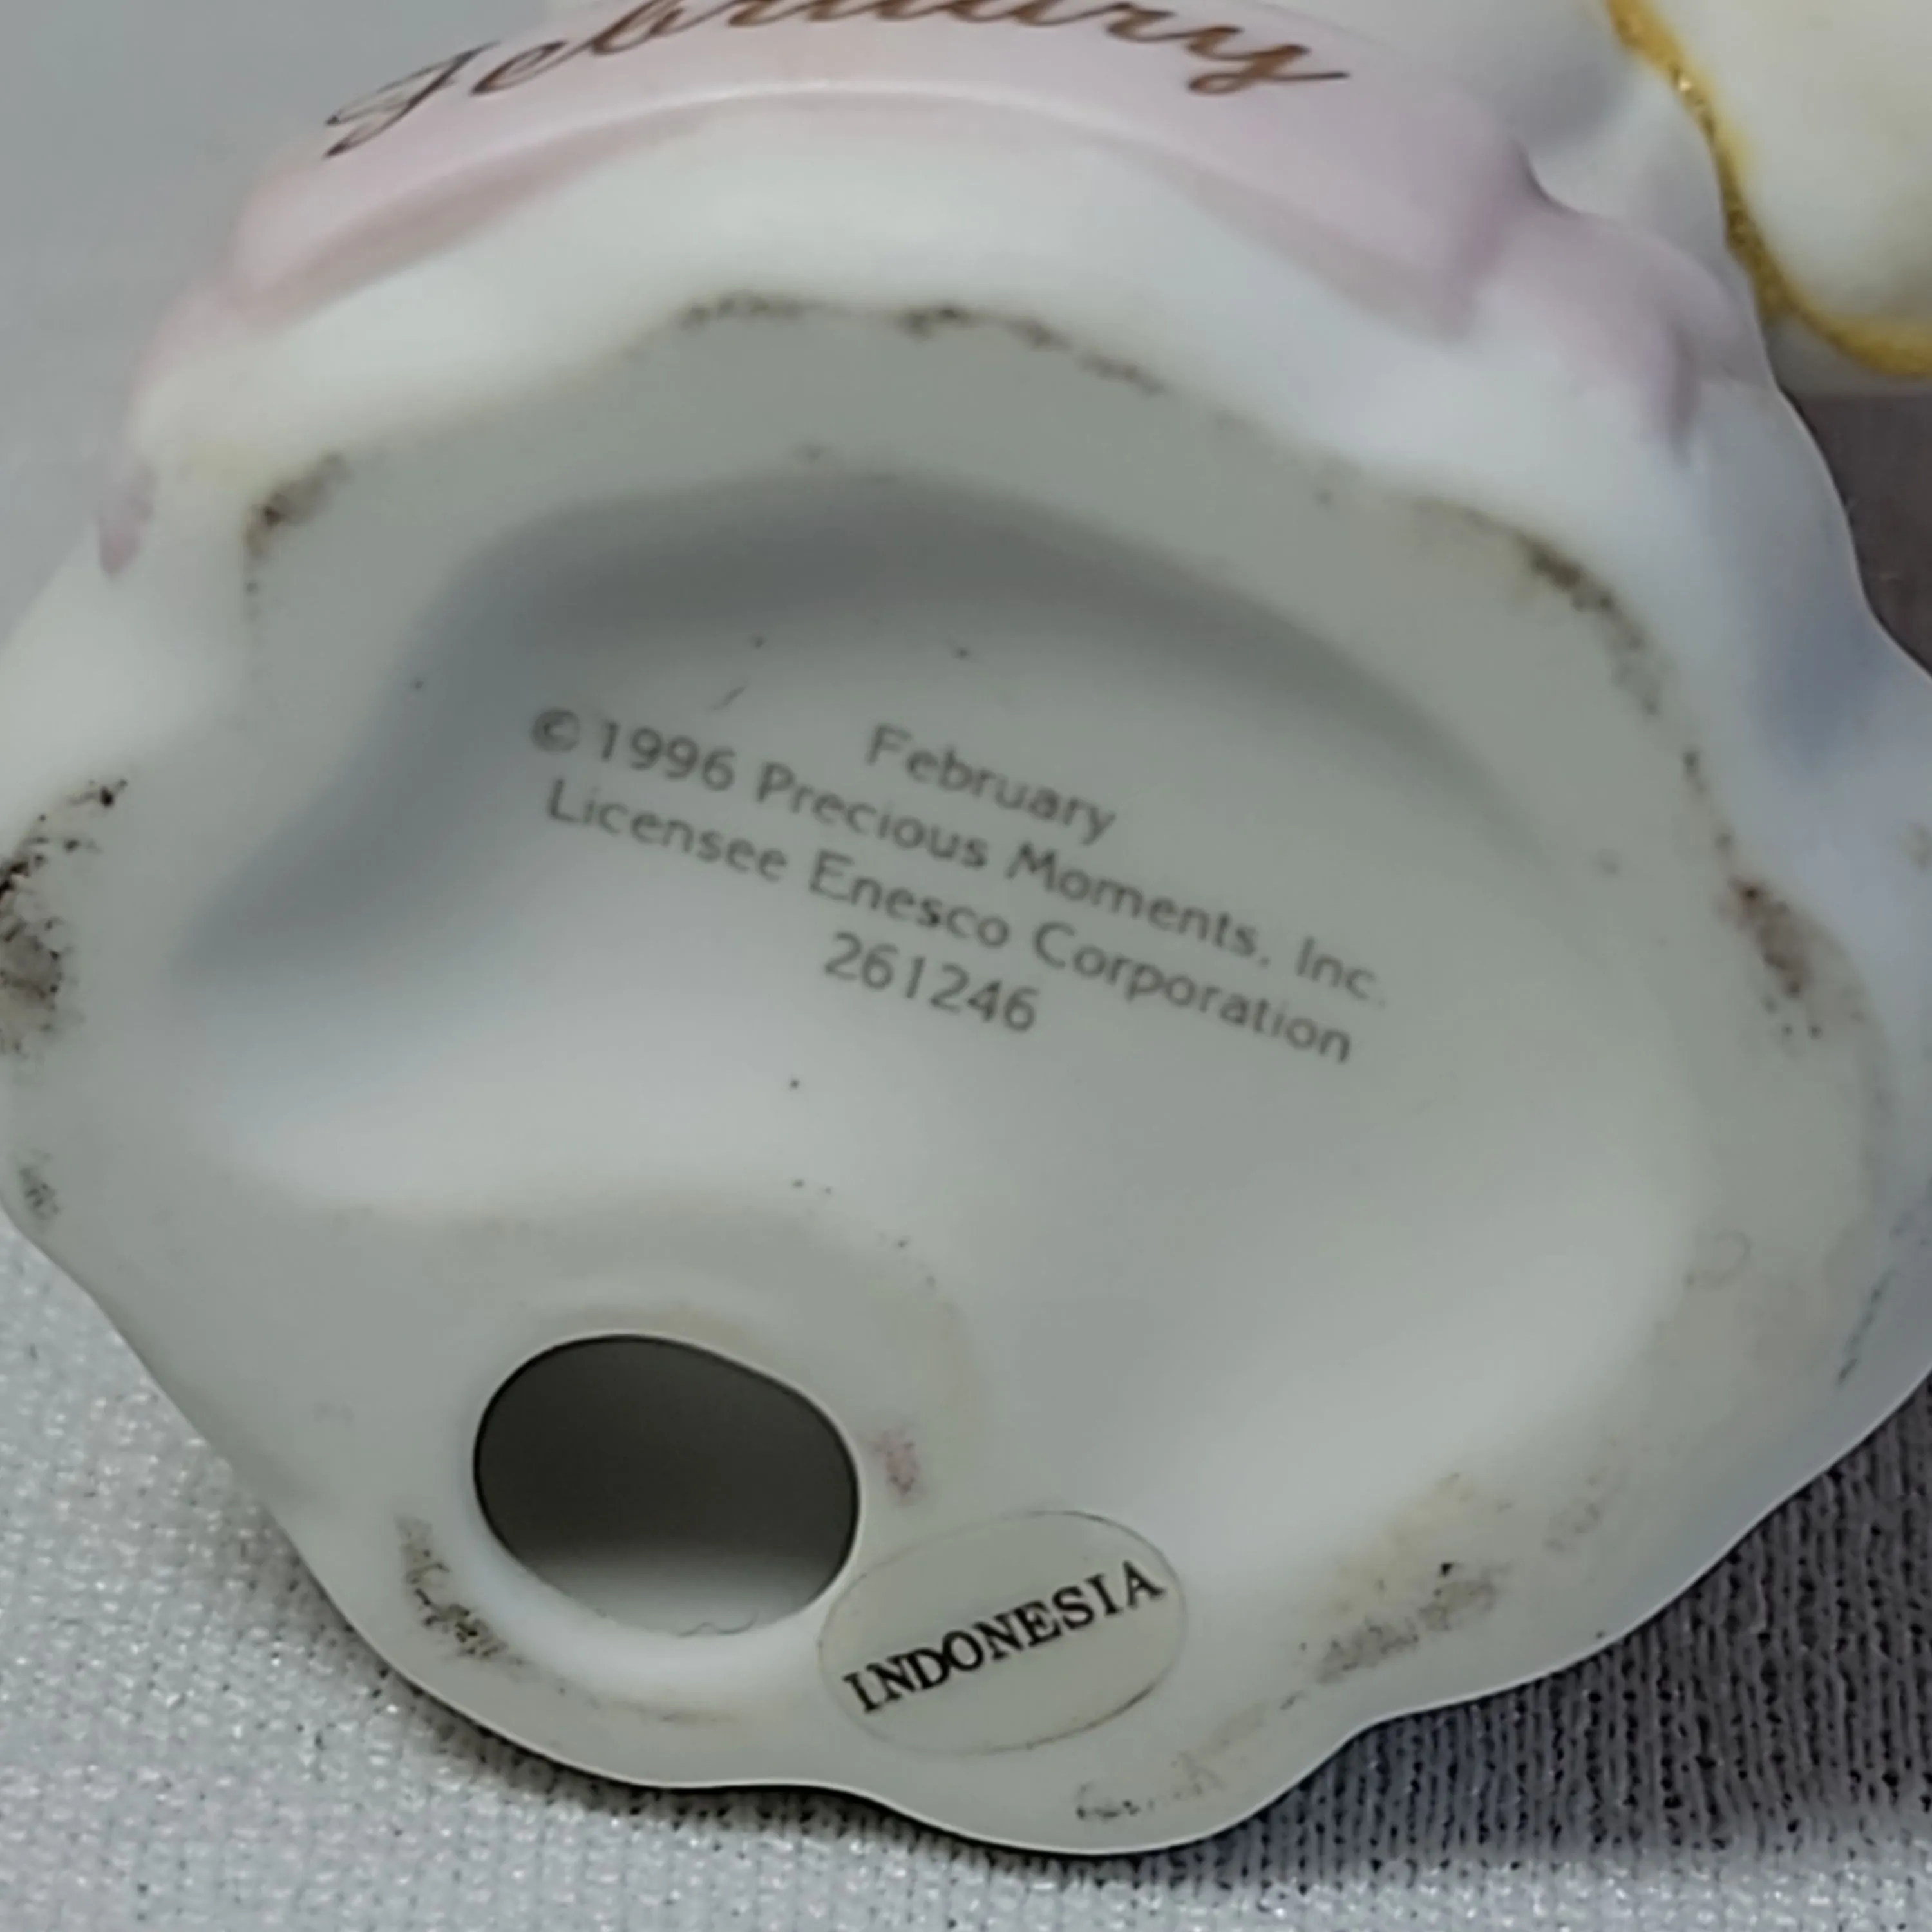 February
February
© 1996 Precious Moments, Inc.
Licensee Enesco Corporation
261246
INDONESIA